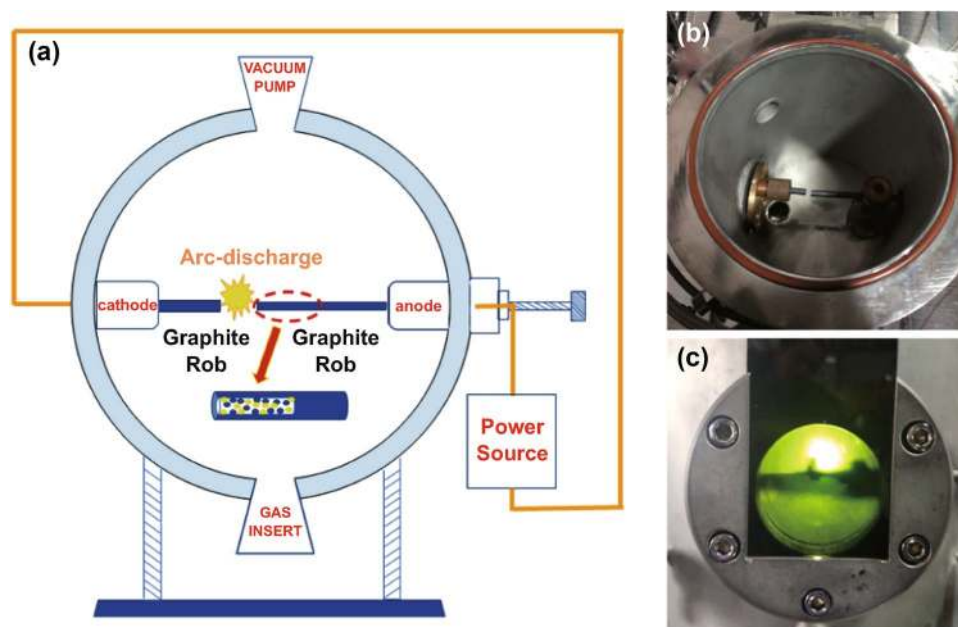 (a)
VACUUM
PUMP
Arc-discharge
cathode
anode
Graphite
Rob
Graphite
Rob
Power
Source
GAS
INSERT
(b)
(c)